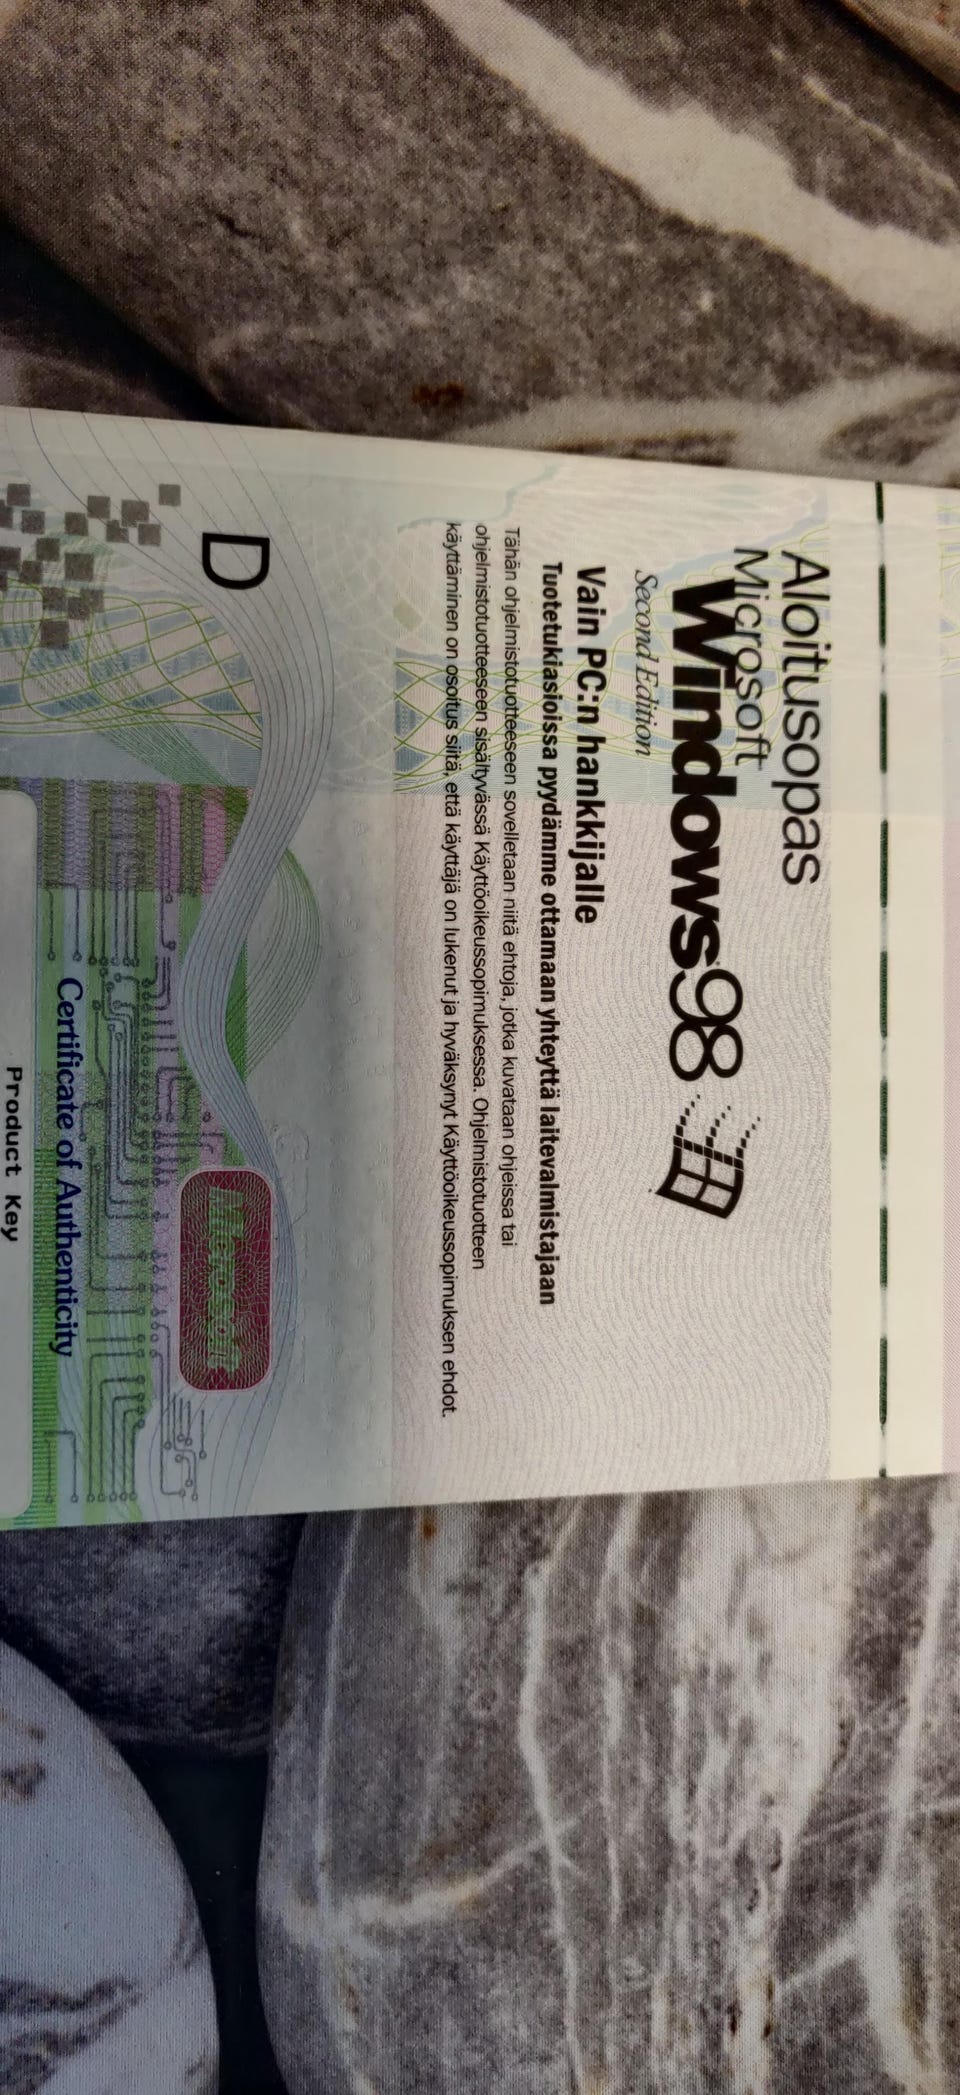 Aloitusopas
Microsoft
Windows98
Second Edition
Vain PC:n hankkijalle
Tuotetukiasioissa pyydämme ottamaan yhteyttä laitevalmistajaan
Tähän ohjelmistotuotteeseen sovelletaan niitä ehtoja, jotka kuvataan ohjeissa tai
ohjelmistotuotteeseen sisältyvässä Käyttöoikeussopimuksessa. Ohjelmistotuotteen
käyttäminen on osoitus siitä, että käyttäjä on lukenut ja hyväksynyt Käyttöoikeussopimuksen ehdot.
D
Microsoft
Certificate of Authenticity
Product Key